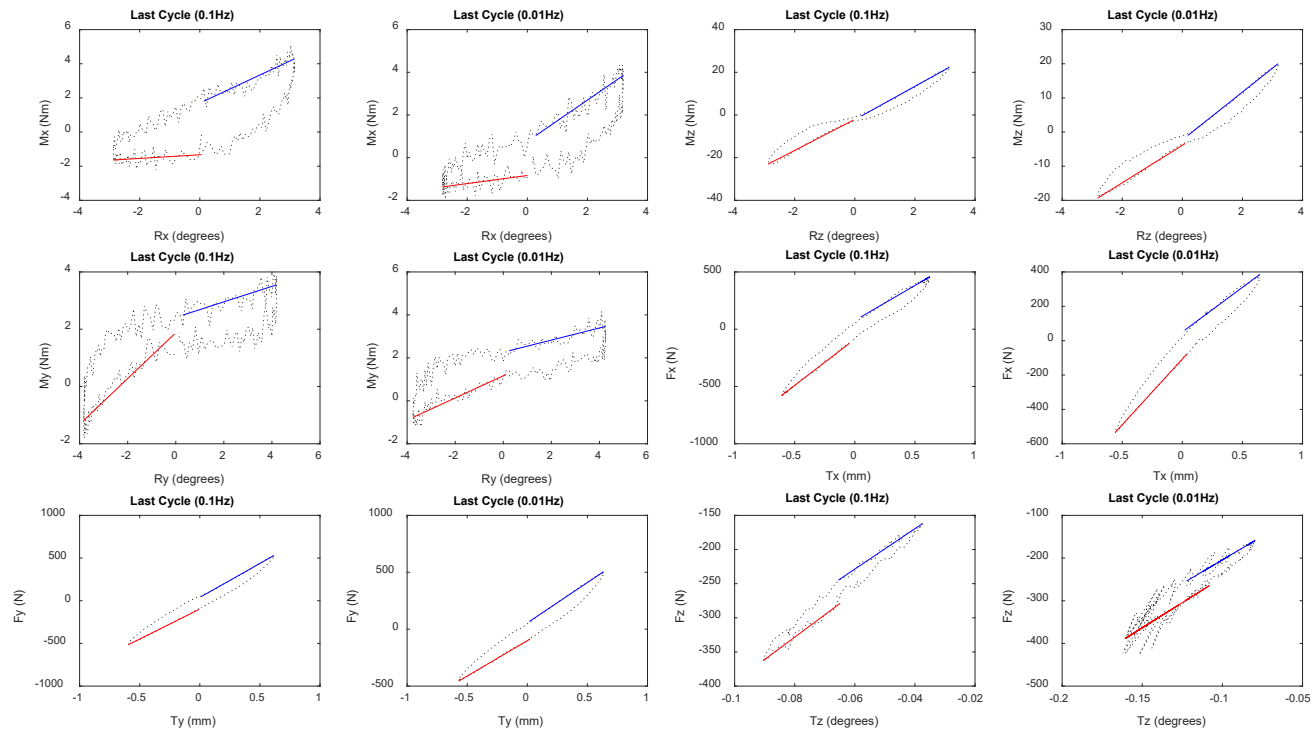 Last Cycle (0.1Hz)
6
4
2
0
-2
-4
Mx (Nm)
-4 -2 0 2 4
Rx (degrees)
Last Cycle (0.01Hz)
6
4
2
0
-2
Mx (Nm)
-4 -2 0 2 4
Rx (degrees)
Last Cycle (0.1Hz)
40
20
0
-20
-40
Mz (Nm)
-4 -2 0 2 4
Rz (degrees)
Last Cycle (0.01Hz)
30
20
10
0
-10
-20
Mz (Nm)
-4 -2 0 2 4
Rz (degrees)
Last Cycle (0.1Hz)
4
2
0
-2
My (Nm)
-4 -2 0 2 4 6
Ry (degrees)
Last Cycle (0.01Hz)
6
4
2
0
-2
My (Nm)
-4 -2 0 2 4 6
Ry (degrees)
Last Cycle (0.1Hz)
500
0
-500
-1000
Fx (N)
-1 -0.5 0 0.5 1
Tx (mm)
Last Cycle (0.01Hz)
400
200
0
-200
-400
-600
Fx (N)
-1 -0.5 0 0.5 1
Tx (mm)
Last Cycle (0.1Hz)
1000
500
0
-500
-1000
Fy (N)
-1 -0.5 0 0.5 1
Ty (mm)
Last Cycle (0.01Hz)
1000
500
0
-500
Fy (N)
-1 -0.5 0 0.5 1
Ty (mm)
Last Cycle (0.1Hz)
-150
-200
-250
-300
-350
-400
Fz (N)
-0.1 -0.08 -0.06 -0.04 -0.02
Tz (degrees)
Last Cycle (0.01Hz)
-100
-200
-300
-400
-500
Fz (N)
-0.2 -0.15 -0.1 -0.05
Tz (degrees)